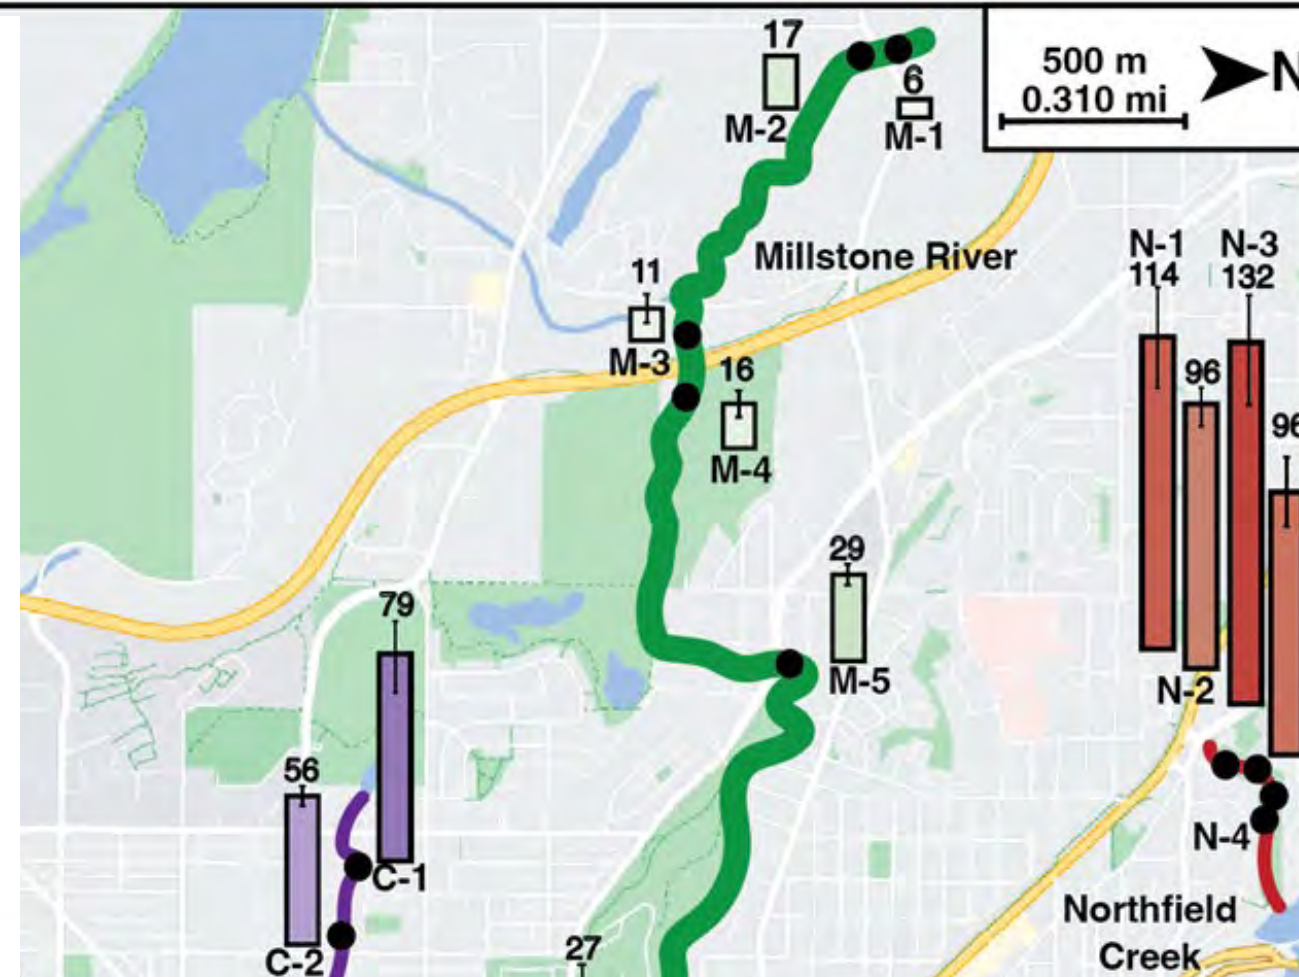 17
6
M-2
M-1
500 m
0.310 mi
N
Millstone River
11
M-3
16
M-4
N-1
114
N-3
132
96
96
29
M-5
N-2
79
56
C-1
C-2
27
N-4
Northfield
Creek